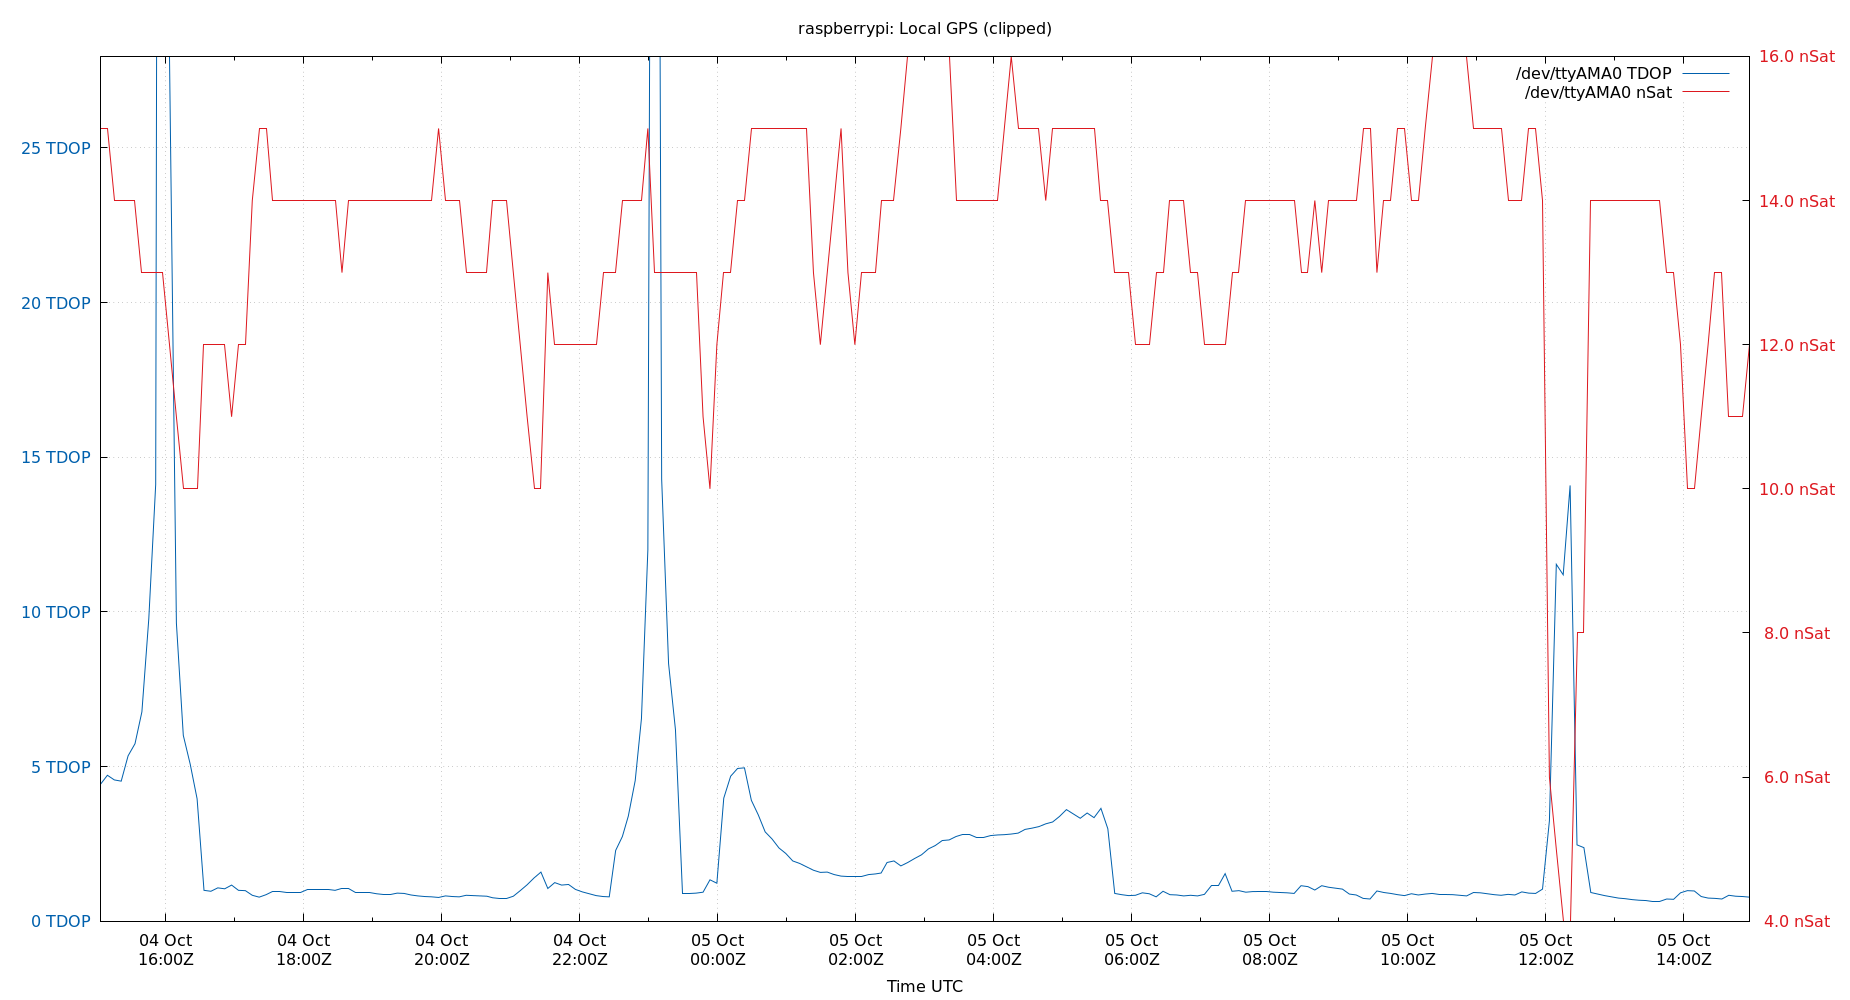 raspberrypi: Local GPS (clipped)
/dev/ttyAMA0 TDOP
/dev/ttyAMA0 nSat
25 TDOP
20 TDOP
15 TDOP
10 TDOP
5 TDOP
0 TDOP
16.0 nSat
14.0 nSat
12.0 nSat
10.0 nSat
8.0 nSat
6.0 nSat
4.0 nSat
04 Oct 04 Oct 04 Oct 04 Oct 05 Oct 05 Oct 05 Oct 05 Oct 05 Oct 05 Oct 05 Oct 05 Oct
16:00Z 18:00Z 20:00Z 22:00Z 00:00Z 02:00Z 04:00Z 06:00Z 08:00Z 10:00Z 12:00Z 14:00Z
Time UTC